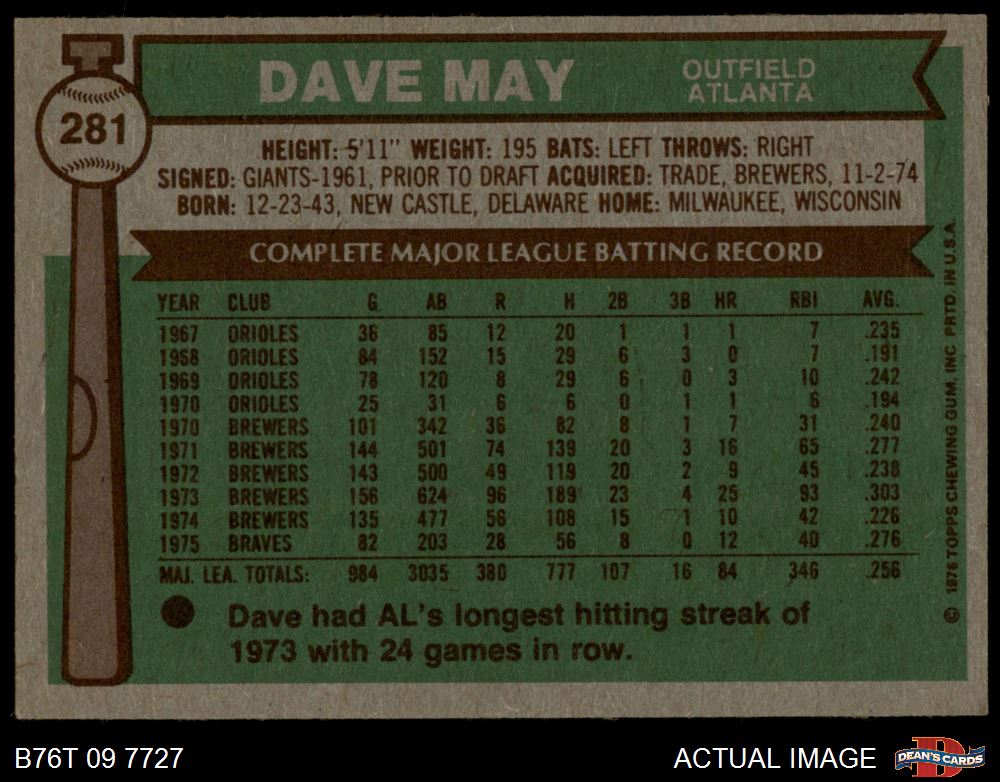 DAVE MAY
OUTFIELD
ATLANTA
281
HEIGHT: 5'11" WEIGHT: 195 BATS: LEFT THROWS: RIGHT
SIGNED: GIANTS-1961, PRIOR TO DRAFT ACQUIRED: TRADE, BREWERS, 11-2-74
BORN: 12-23-43, NEW CASTLE, DELAWARE HOME: MILWAUKEE, WISCONSIN
COMPLETE MAJOR LEAGUE BATTING RECORD
YEAR CLUB G AB R H 2B 3B HR RBI AVG.
1967 ORIOLES 36 85 12 20 1 1 1 7 .235
1968 ORIOLES 84 152 15 29 6 3 0 7 .191
1969 ORIOLES 78 120 8 29 6 0 3 10 .242
1970 ORIOLES 25 31 6 6 0 1 1 6 .194
1970 BREWERS 101 342 36 82 8 1 7 31 .240
1971 BREWERS 144 501 74 139 20 3 16 65 .277
1972 BREWERS 143 500 49 119 20 2 9 45 .238
1973 BREWERS 156 624 96 189 23 4 25 93 .303
1974 BREWERS 135 477 56 108 15 1 10 42 .226
1975 BRAVES 82 203 28 56 8 0 12 40 .276
MAJ. LEA. TOTALS: 984 3035 380 777 107 16 84 346 .256
Dave had AL's longest hitting streak of
1973 with 24 games in row.
© 1976 TOPPS CHEWING GUM, INC PRTD. IN U.S.A.
B76T 09 7727
ACTUAL IMAGE
DEAN'S CARDS